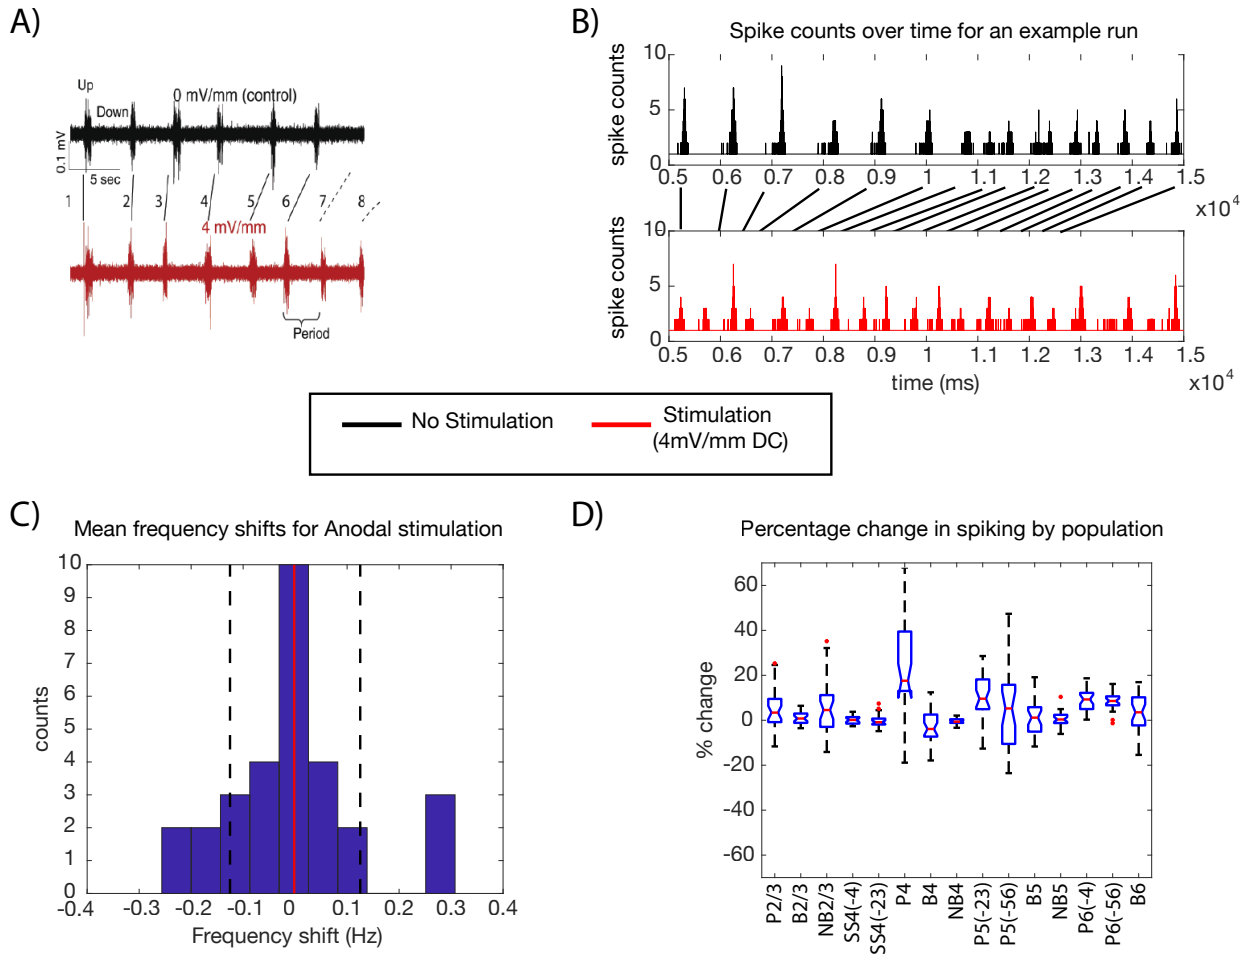 A)
Up
Down
0 mV/mm (control)
0.1 mV
5 sec
1 2 3 4 5 6 7 8
4 mV/mm
Period
B)
Spike counts over time for an example run
spike counts
10
5
0
0.5 0.6 0.7 0.8 0.9 1 1.1 1.2 1.3 1.4 1.5
x10⁴
spike counts
10
5
0
0.5 0.6 0.7 0.8 0.9 1 1.1 1.2 1.3 1.4 1.5
time (ms)
x10⁴
No Stimulation
Stimulation
(4mV/mm DC)
C)
Mean frequency shifts for Anodal stimulation
counts
10
9
8
7
6
5
4
3
2
1
0
-0.4 -0.3 -0.2 -0.1 0 0.1 0.2 0.3 0.4
Frequency shift (Hz)
D)
Percentage change in spiking by population
% change
60
40
20
0
-20
-40
-60
P2/3
B2/3
NB2/3
SS4(-4)
SS4(-23)
P4
B4
NB4
P5(-23)
P5(-56)
B5
NB5
P6(-4)
P6(-56)
B6